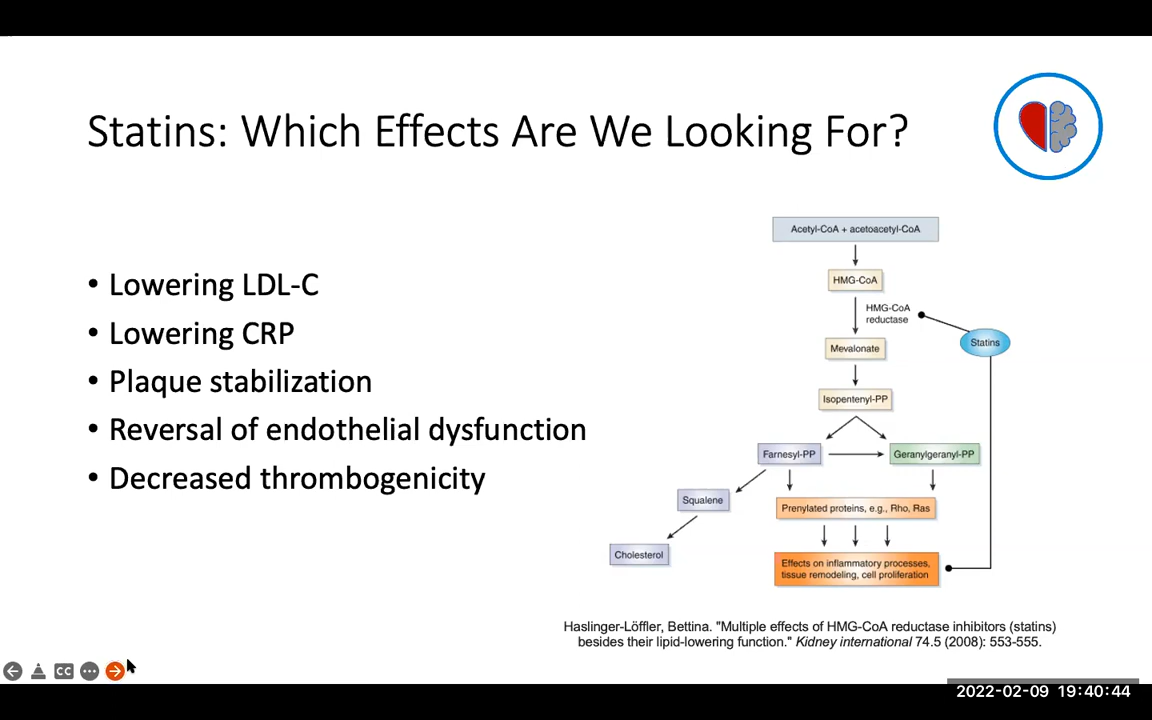 Statins: Which Effects Are We Looking For?
• Lowering LDL-C
• Lowering CRP
• Plaque stabilization
• Reversal of endothelial dysfunction
• Decreased thrombogenicity
Acetyl-CoA + acetoacetyl-CoA
HMG-CoA
HMG-CoA
reductase
Statins
Mevalonate
Isopentenyl-PP
Farnesyl-PP
Geranylgeranyl-PP
Squalene
Prenylated proteins, e.g., Rho, Ras
Cholesterol
Effects on inflammatory processes,
tissue remodeling, cell proliferation
Haslinger-Löffler, Bettina. "Multiple effects of HMG-CoA reductase inhibitors (statins)
besides their lipid-lowering function." Kidney international 74.5 (2008): 553-555.
CC
2022-02-09 19:40:44